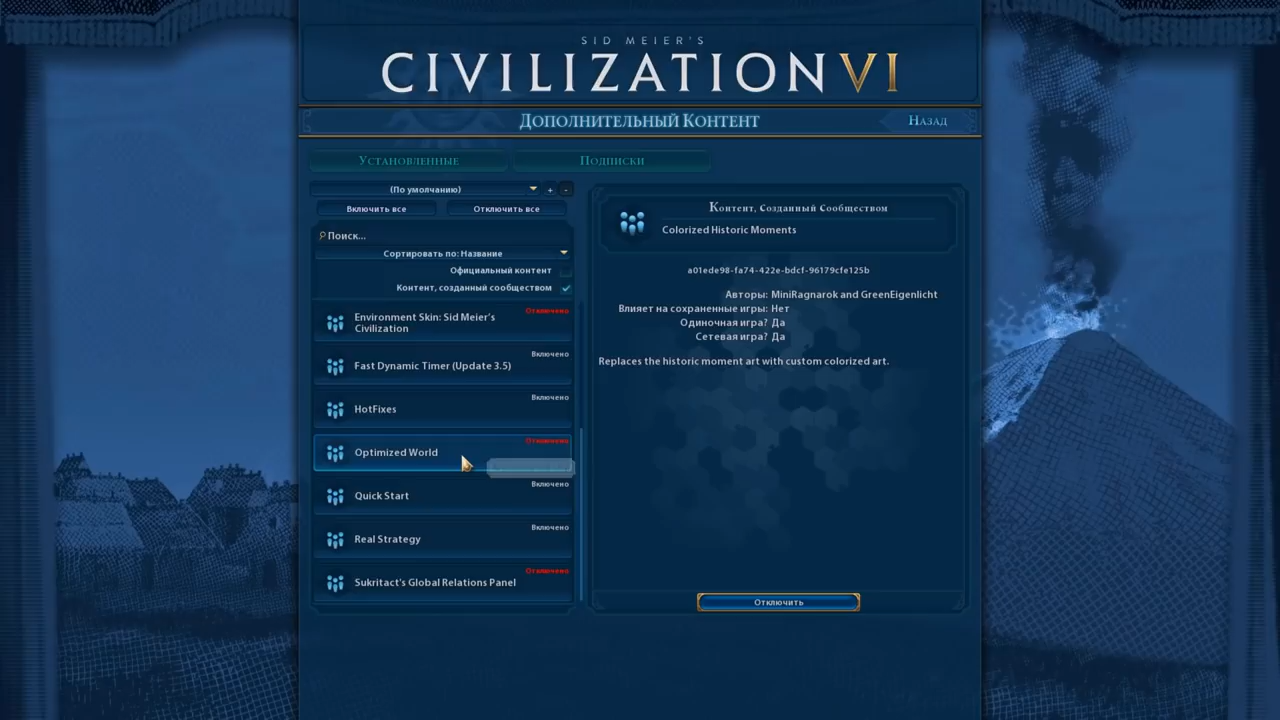 SID MEIER'S
CIVILIZATION VI
Дополнительный Контент
Назад
Установленные
Подписки
(По умолчанию)
+
-
Включить все
Отключить все
Поиск...
Сортировать по: Название
Официальный контент
Контент, созданный сообществом
Отключено
Environment Skin: Sid Meier's
Civilization
Включено
Fast Dynamic Timer (Update 3.5)
Включено
HotFixes
Отключено
Optimized World
Включено
Quick Start
Включено
Real Strategy
Отключено
Sukritact's Global Relations Panel
Контент, Созданный Сообществом
Colorized Historic Moments
a01ede98-fa74-422e-bdcf-96179cfe125b
Авторы: MiniRagnarok and GreenEigenlicht
Влияет на сохраненные игры: Нет
Одиночная игра? Да
Сетевая игра? Да
Replaces the historic moment art with custom colorized art.
Отключить